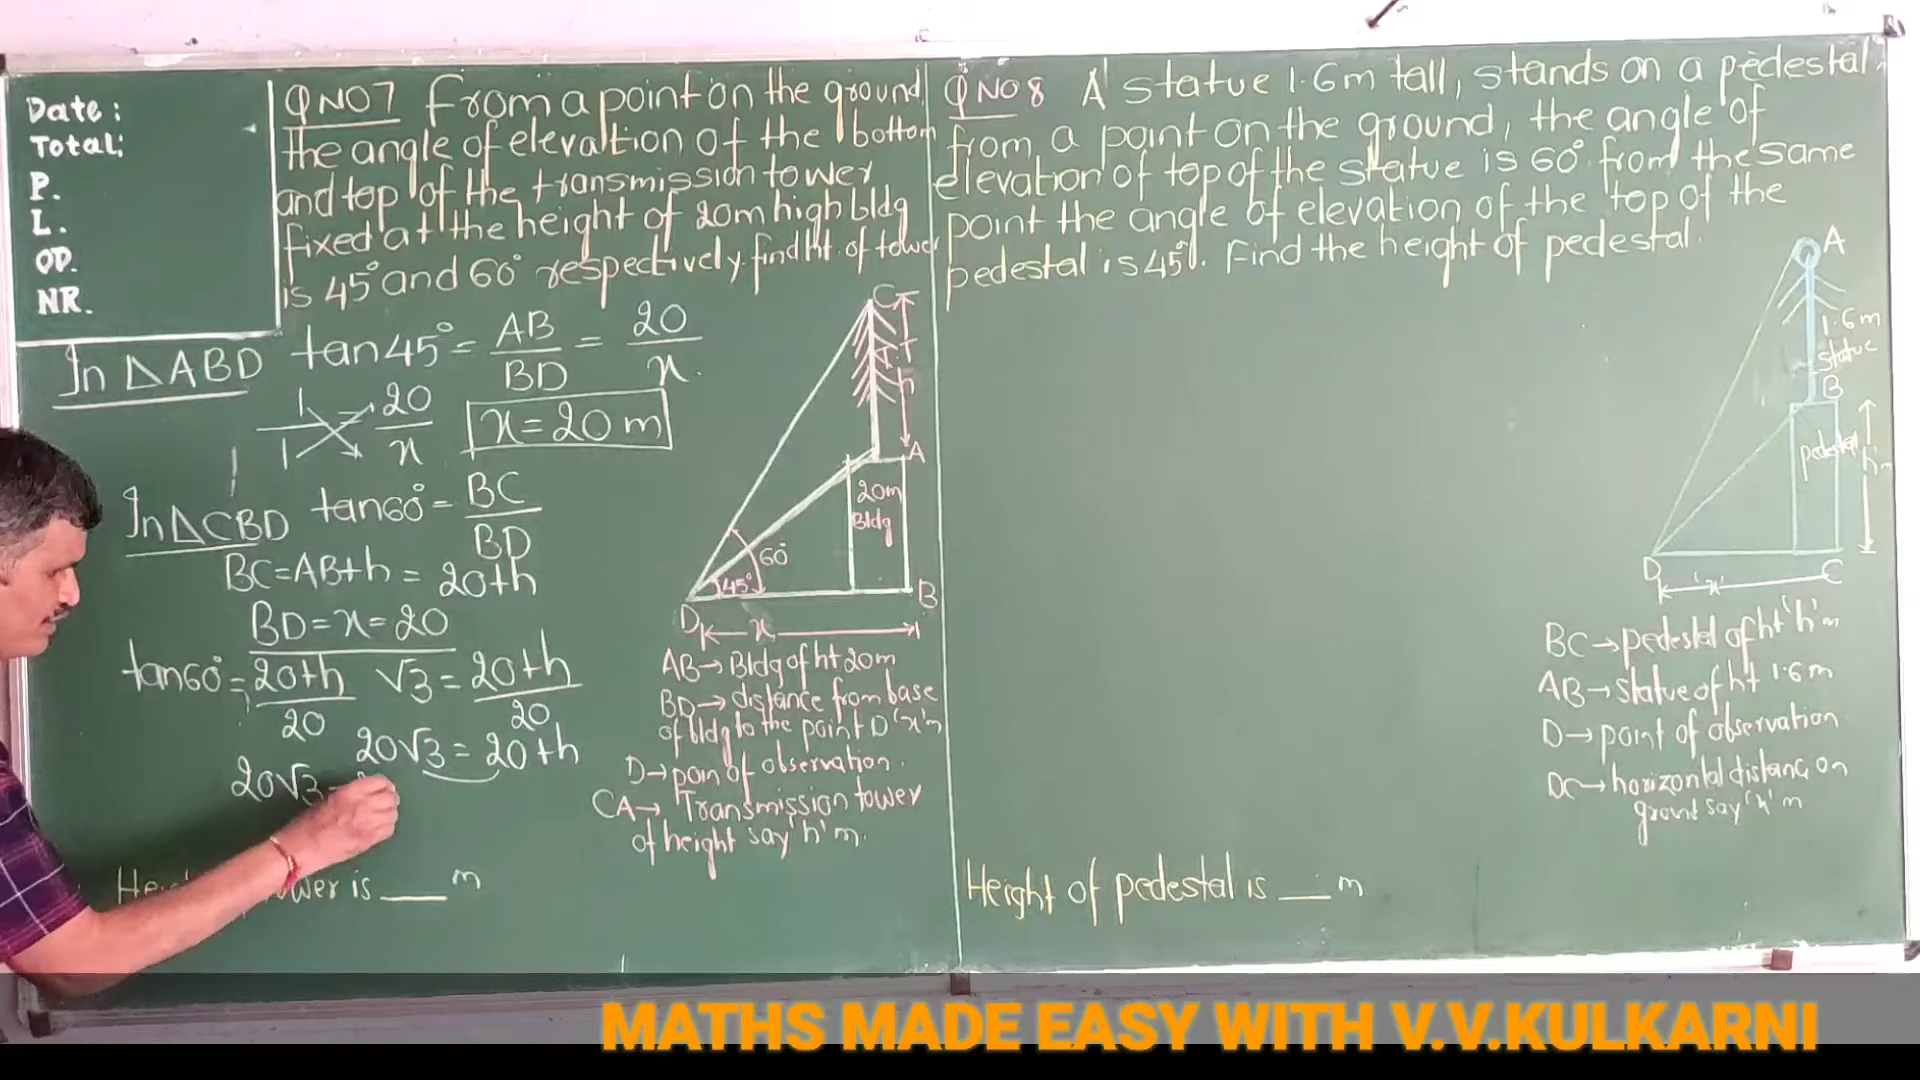 Date:
Total:
P.
L.
OP.
NR.
Q NO 7 From a point on the ground,
the angle of elevaltion of the bottom
and top of the transmission tower
fixed at the height of 20m high bldg
is 45° and 60° respectively. find ht. of tower
In △ABD tan45° = AB/BD = 20/x.
1/1 = 20/x x = 20 m
In △CBD tan60° = BC/BD
BC = AB+h = 20+h
BD = x = 20
tan60° = 20+h/20 √3 = 20+h/20
20√3 = 20+h
20√3 -
tower is ___ m
C
T
h
A
20m
Bldg
60°
45°
D
B
x
AB→Bldg of ht 20m
BD→distance from base
of bldg to the point D 'x'm
D→poin of observation.
CA→ Transmission tower
of height say 'h' m.
Q NO 8 A statue 1.6m tall, stands on a pedestal,
from a point on the ground, the angle of
elevation of top of the statue is 60° from the same
point the angle of elevation of the top of the
pedestal is 45°. Find the height of pedestal.
A
1.6m
statue
B
pedestal
'h'm
D
C
'x'
BC→pedestal of ht 'h'm
AB→statue of ht 1.6m
D→point of observation.
DC→horizontal distanc on
ground say 'x' m
Height of pedestal is ___ m
MATHS MADE EASY WITH V.V.KULKARNI